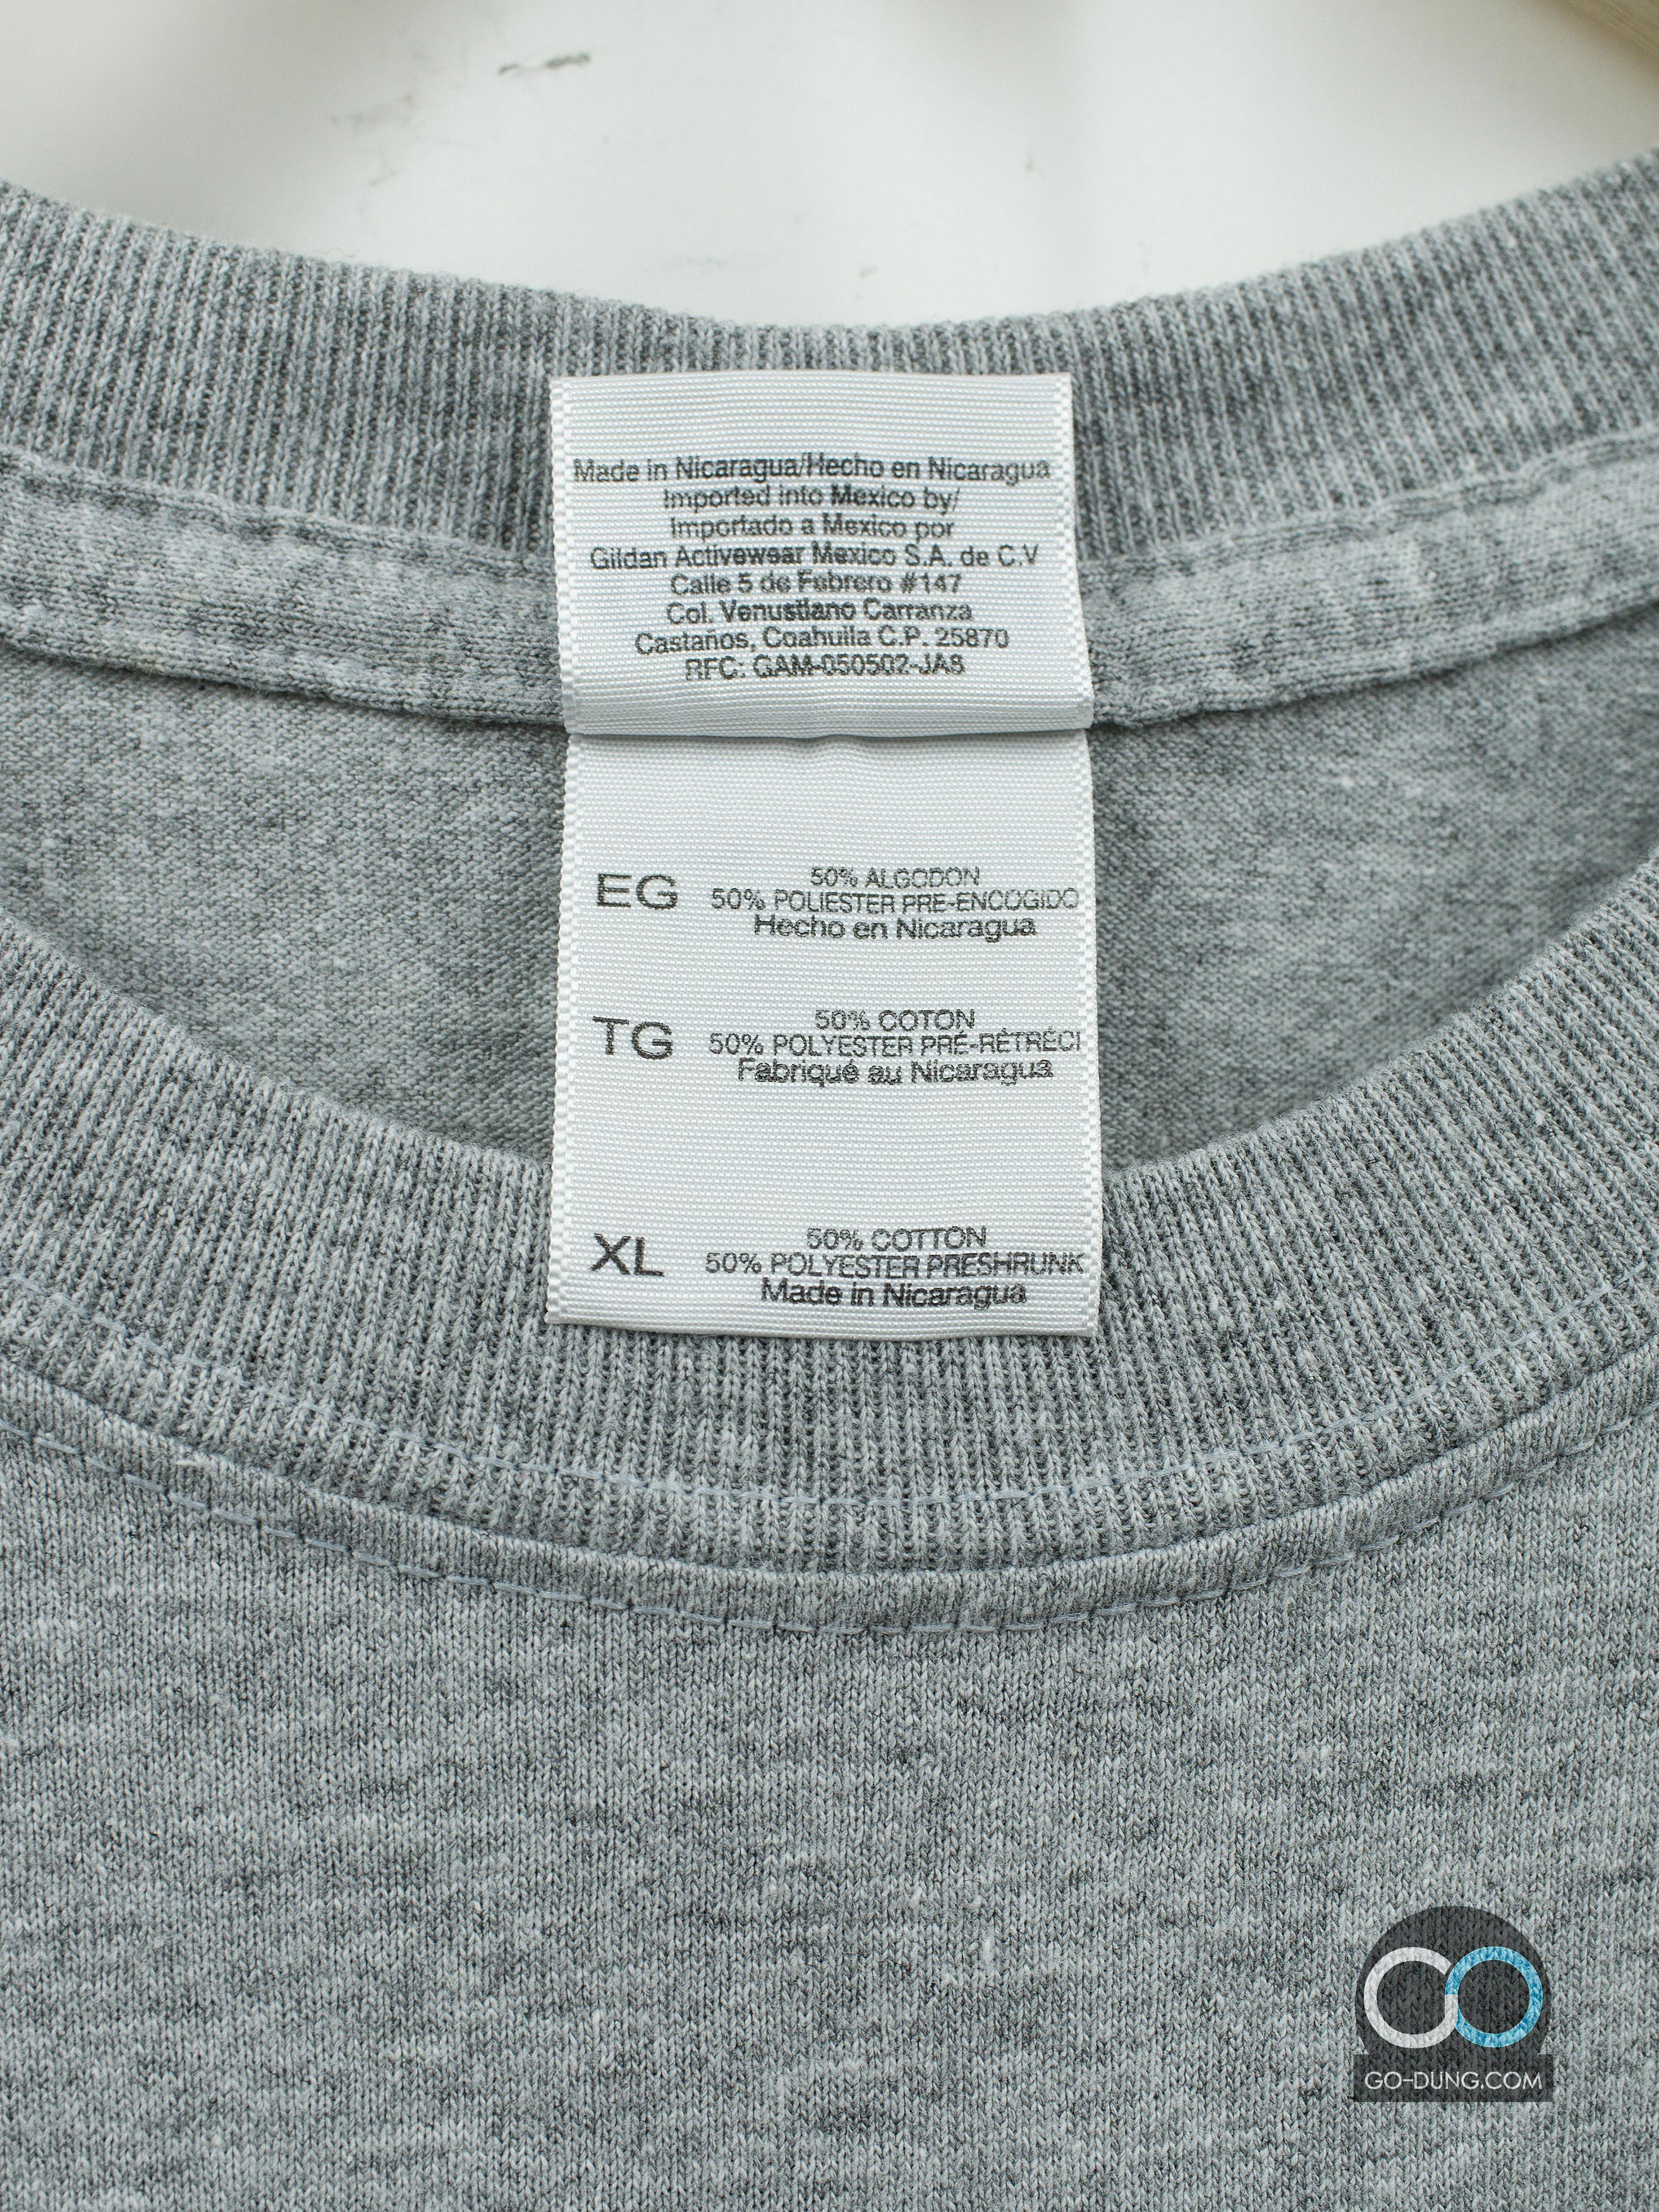 Made in Nicaragua/Hecho en Nicaragua
Imported into Mexico by/
Importado a Mexico por
Gildan Activewear Mexico S.A. de C.V
Calle 5 de Febrero #147
Col. Venustiano Carranza
Castaños, Coahuila C.P. 25870
RFC: GAM-050502-JA8
EG
50% ALGODON
50% POLIESTER PRE-ENCOGIDO
Hecho en Nicaragua
TG
50% COTON
50% POLYESTER PRÉ-RÉTRÉCI
Fabriqué au Nicaragua
XL
50% COTTON
50% POLYESTER PRESHRUNK
Made in Nicaragua
GO
GO-DUNG.COM